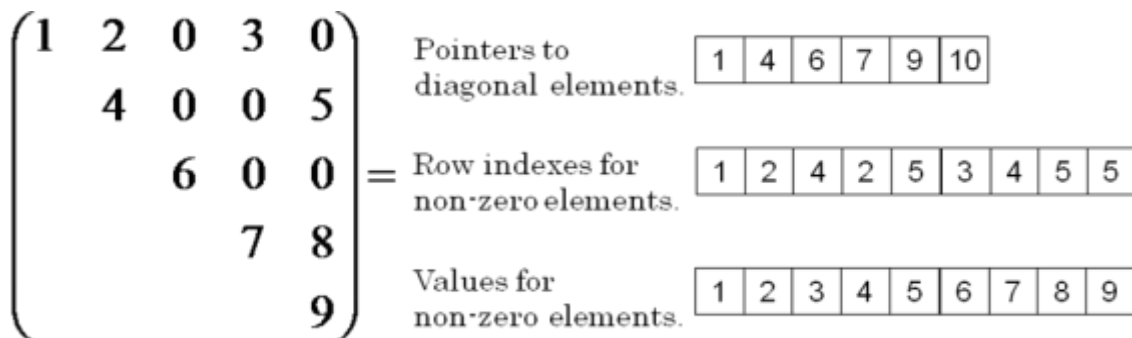 1 2 0 3 0
4 0 0 5
6 0 0
7 8
9
=
Pointers to
diagonal elements.
1 4 6 7 9 10
Row indexes for
non-zero elements.
1 2 4 2 5 3 4 5 5
Values for
non-zero elements.
1 2 3 4 5 6 7 8 9